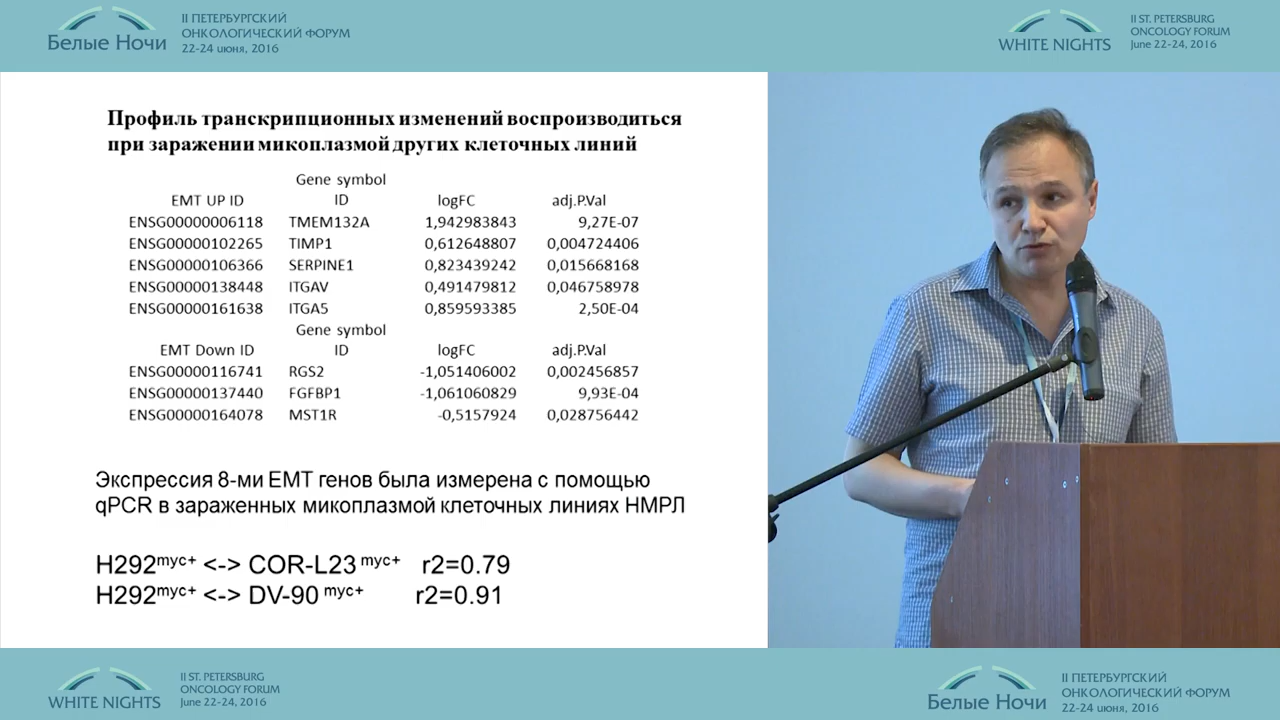 Белые Ночи
II ПЕТЕРБУРГСКИЙ
ОНКОЛОГИЧЕСКИЙ ФОРУМ
22-24 июня, 2016
WHITE NIGHTS
II ST. PETERSBURG
ONCOLOGY FORUM
June 22-24, 2016
Профиль транскрипционных изменений воспроизводиться
при заражении микоплазмой других клеточных линий
Gene symbol
EMT UP ID ID logFC adj.P.Val
ENSG00000006118 TMEM132A 1,942983843 9,27E-07
ENSG00000102265 TIMP1 0,612648807 0,004724406
ENSG00000106366 SERPINE1 0,823439242 0,015668168
ENSG00000138448 ITGAV 0,491479812 0,046758978
ENSG00000161638 ITGA5 0,859593385 2,50E-04
Gene symbol
EMT Down ID ID logFC adj.P.Val
ENSG00000116741 RGS2 -1,051406002 0,002456857
ENSG00000137440 FGFBP1 -1,061060829 9,93E-04
ENSG00000164078 MST1R -0,5157924 0,028756442
Экспрессия 8-ми EMT генов была измерена с помощью
qPCR в зараженных микоплазмой клеточных линиях НМРЛ
H292myc+ <-> COR-L23 myc+ r2=0.79
H292myc+ <-> DV-90 myc+ r2=0.91
WHITE NIGHTS
II ST. PETERSBURG
ONCOLOGY FORUM
June 22-24, 2016
Белые Ночи
II ПЕТЕРБУРГСКИЙ
ОНКОЛОГИЧЕСКИЙ ФОРУМ
22-24 июня, 2016